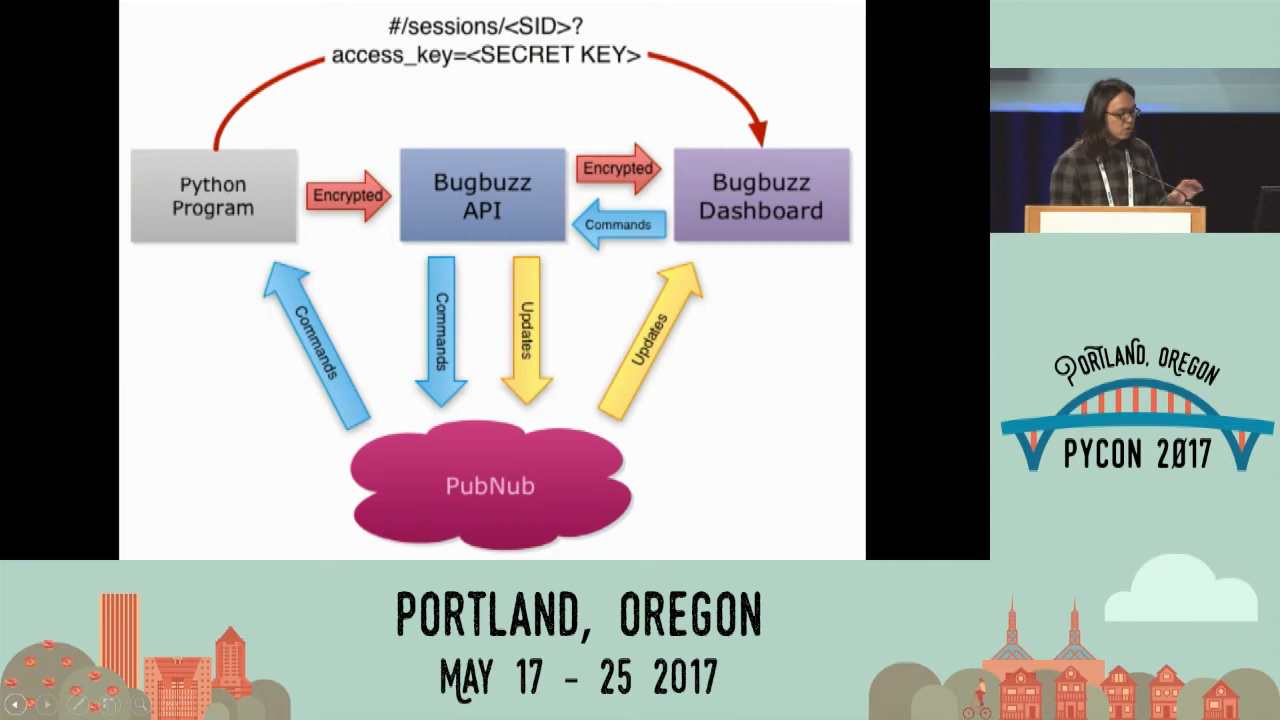 #/sessions/<SID>?
access_key=<SECRET KEY>
Python
Program
Encrypted
Bugbuzz
API
Encrypted
Commands
Bugbuzz
Dashboard
Commands
Commands
Updates
Updates
PubNub
PORTLAND, OREGON
PYCON 2017
PORTLAND, OREGON
MAY 17 - 25 2017